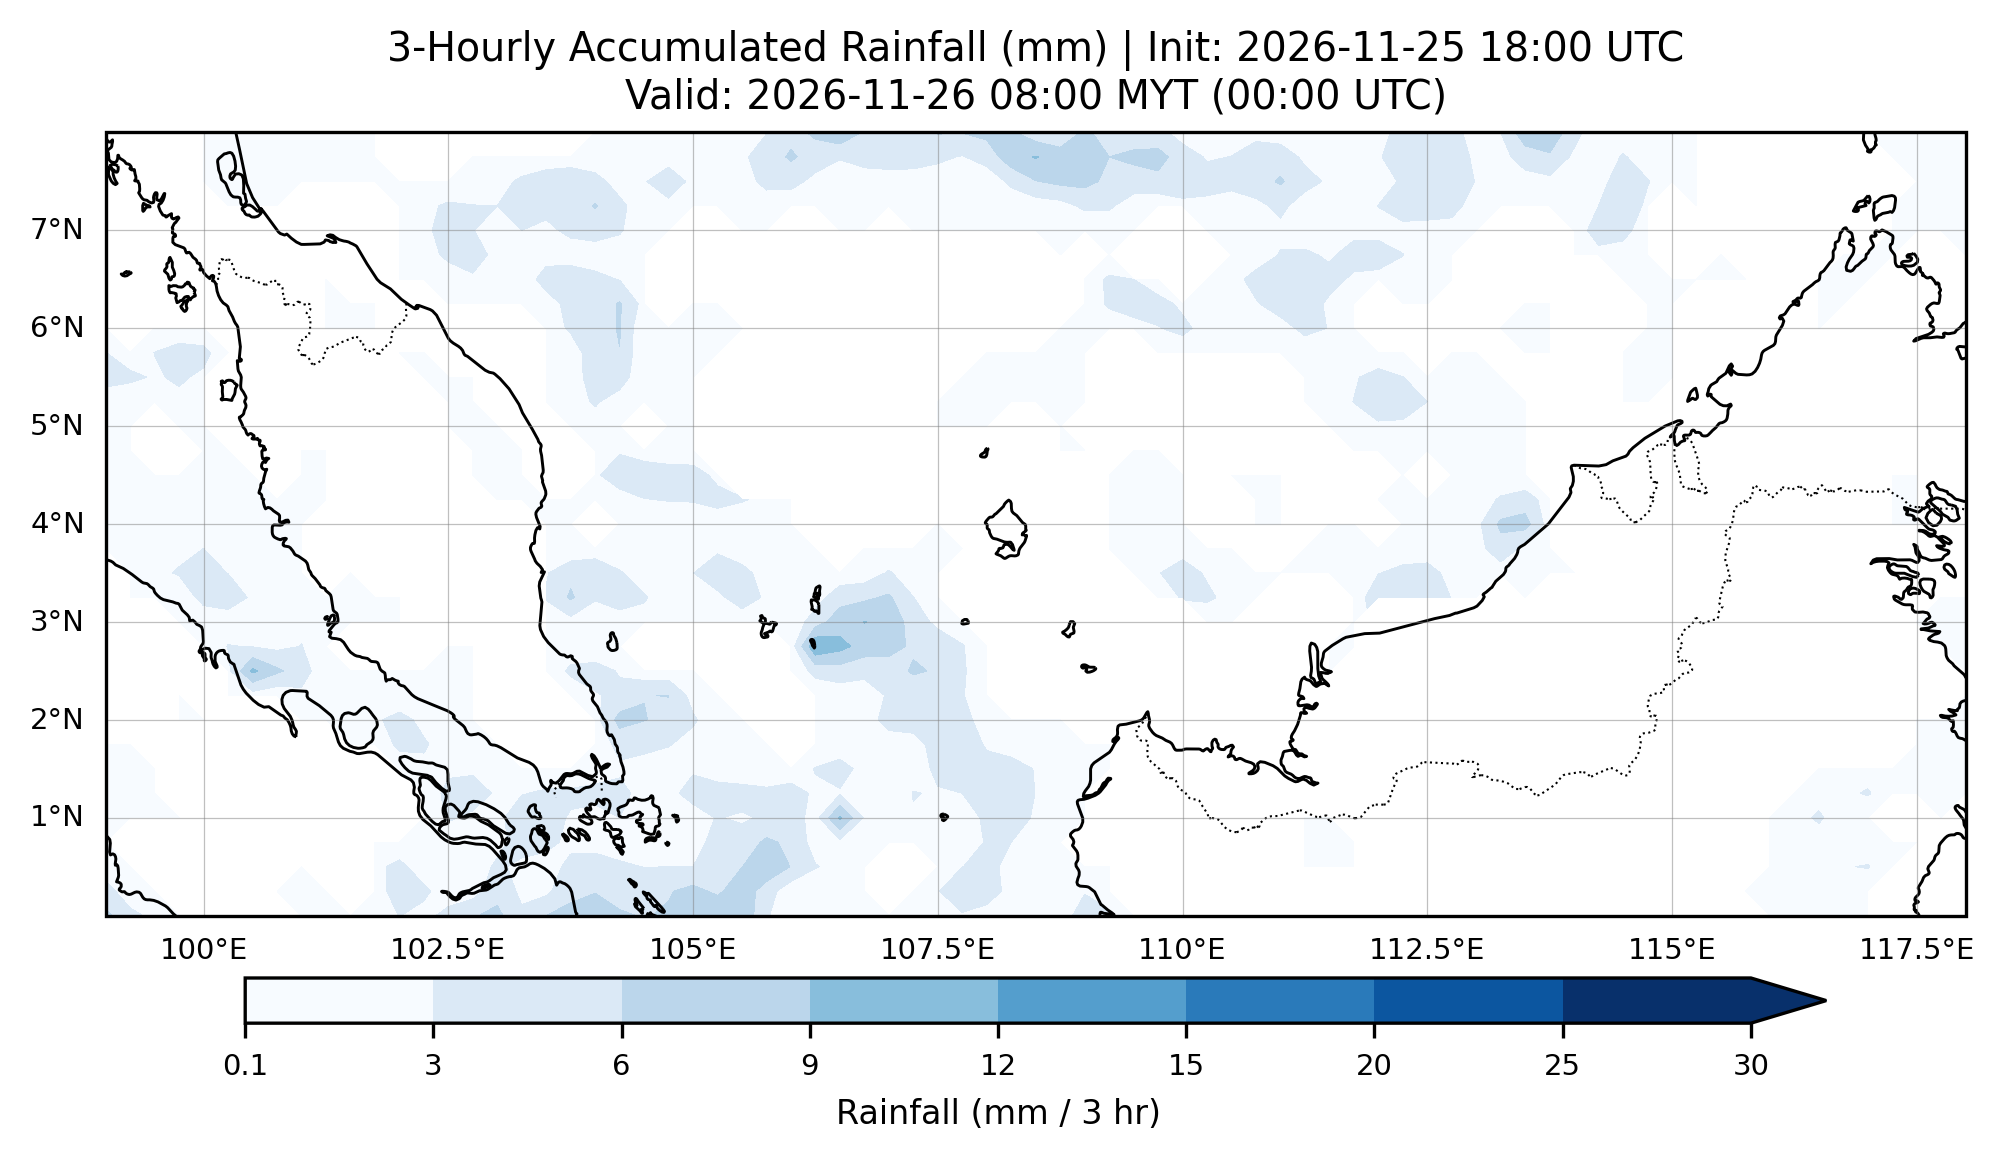 3-Hourly Accumulated Rainfall (mm) | Init: 2026-11-25 18:00 UTC
Valid: 2026-11-26 08:00 MYT (00:00 UTC)
7°N
6°N
5°N
4°N
3°N
2°N
1°N
100°E 102.5°E 105°E 107.5°E 110°E 112.5°E 115°E 117.5°E
0.1 3 6 9 12 15 20 25 30
Rainfall (mm / 3 hr)